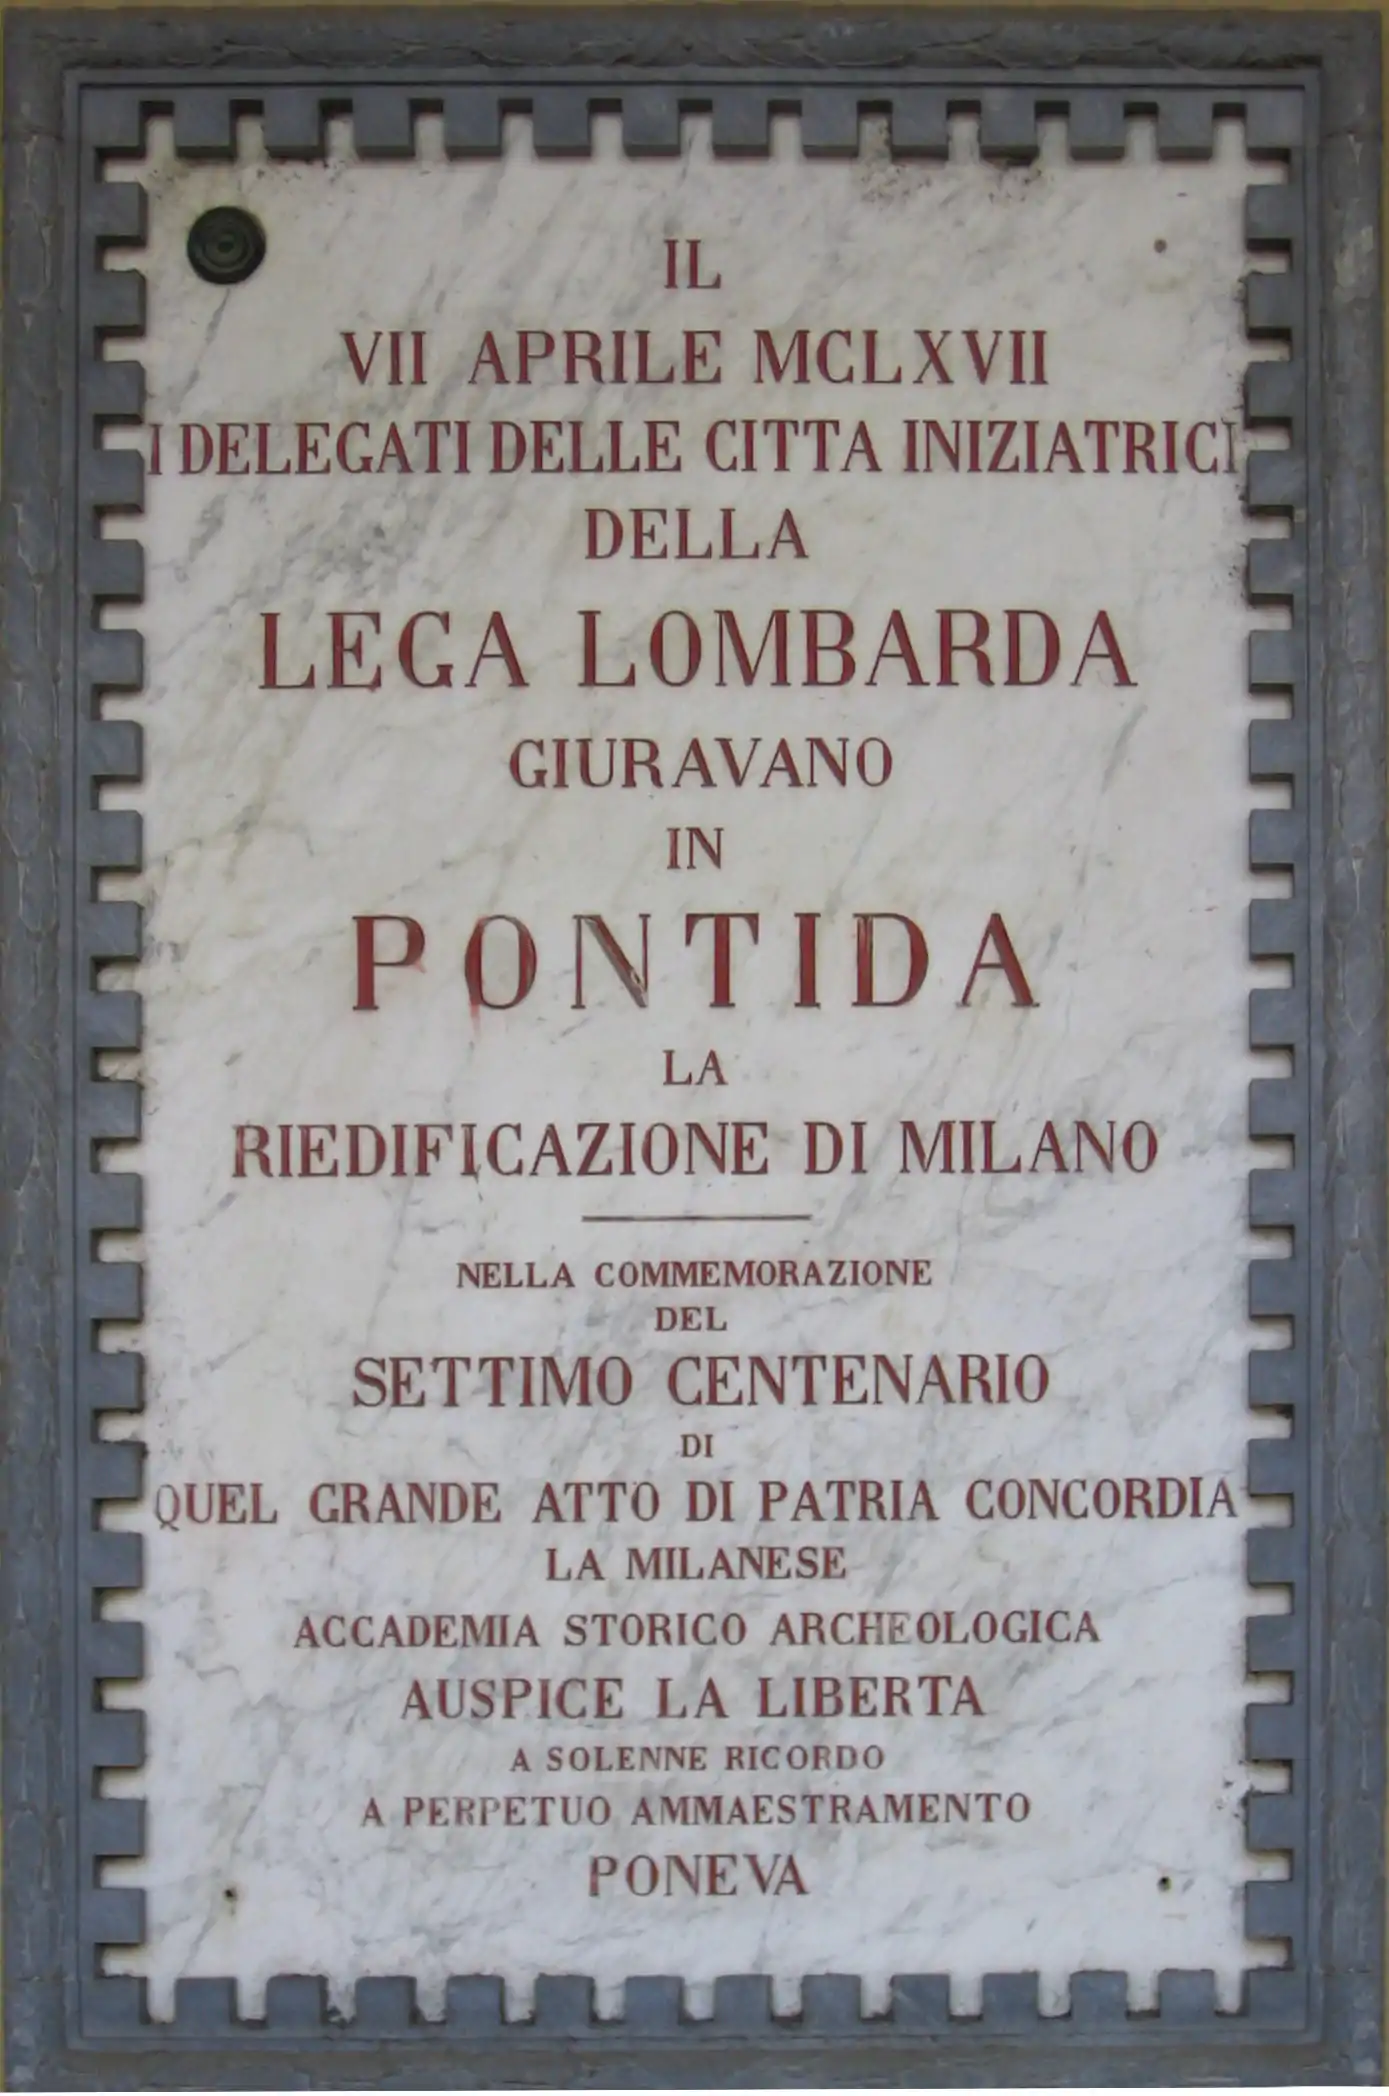 IL
VII APRILE MCLXVII
I DELEGATI DELLE CITTA INIZIATRICI
DELLA
LEGA LOMBARDA
GIURAVANO
IN
PONTIDA
LA
RIEDIFICAZIONE DI MILANO
NELLA COMMEMORAZIONE
DEL
SETTIMO CENTENARIO
DI
QUEL GRANDE ATTO DI PATRIA CONCORDIA
LA MILANESE
ACCADEMIA STORICO ARCHEOLOGICA
AUSPICE LA LIBERTA
A SOLENNE RICORDO
A PERPETUO AMMAESTRAMENTO
PONEVA